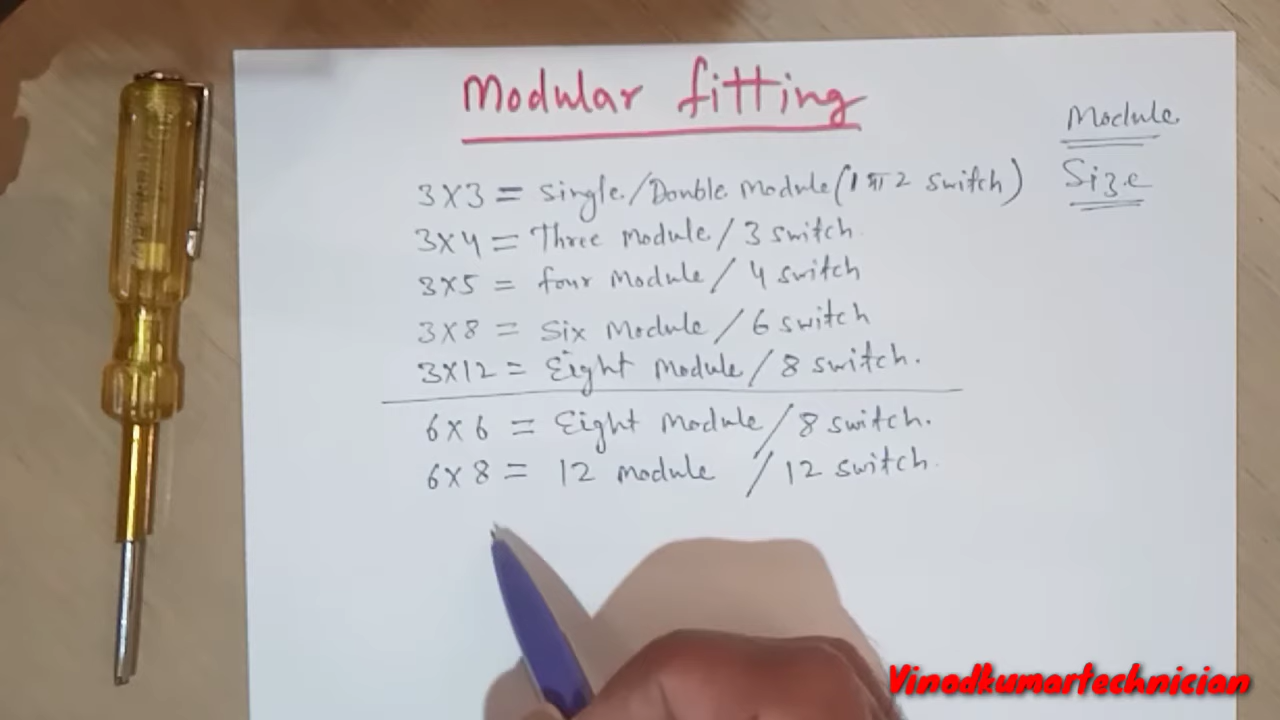 Modular fitting
Module
Size
3X3 = Single/Double Module (1 या 2 switch)
3X4 = Three Module / 3 switch
3X5 = four Module / 4 switch
3X8 = Six Module / 6 switch
3X12 = Eight Module / 8 switch.
6X6 = Eight Module / 8 switch.
6X8 = 12 module / 12 switch.
Vinodkumartechnician